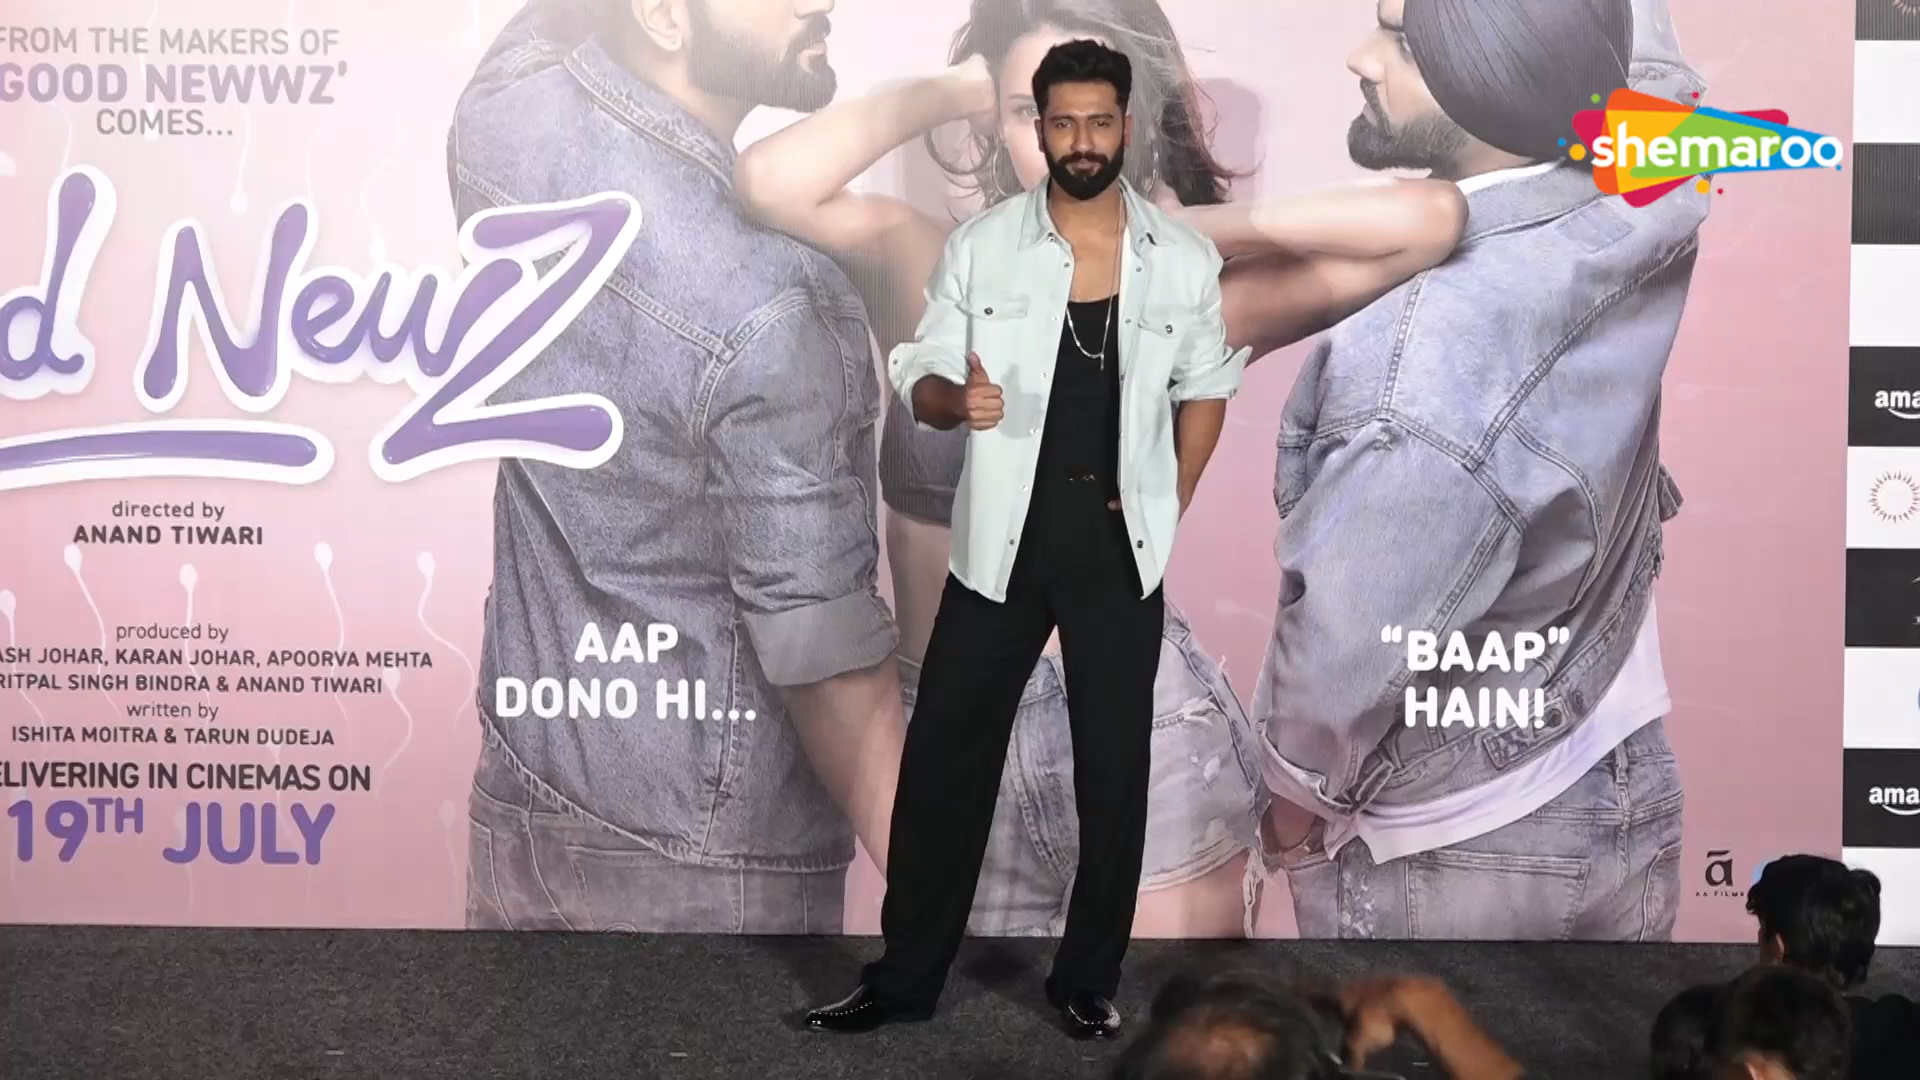 FROM THE MAKERS OF
GOOD NEWWZ'
COMES...
d Newz
directed by
ANAND TIWARI
produced by
ASH JOHAR, KARAN JOHAR, APOORVA MEHTA
RITPAL SINGH BINDRA & ANAND TIWARI
written by
ISHITA MOITRA & TARUN DUDEJA
ELIVERING IN CINEMAS ON
19TH JULY
AAP
DONO HI...
“BAAP”
HAIN!
shemaroo
ama
ama
ā